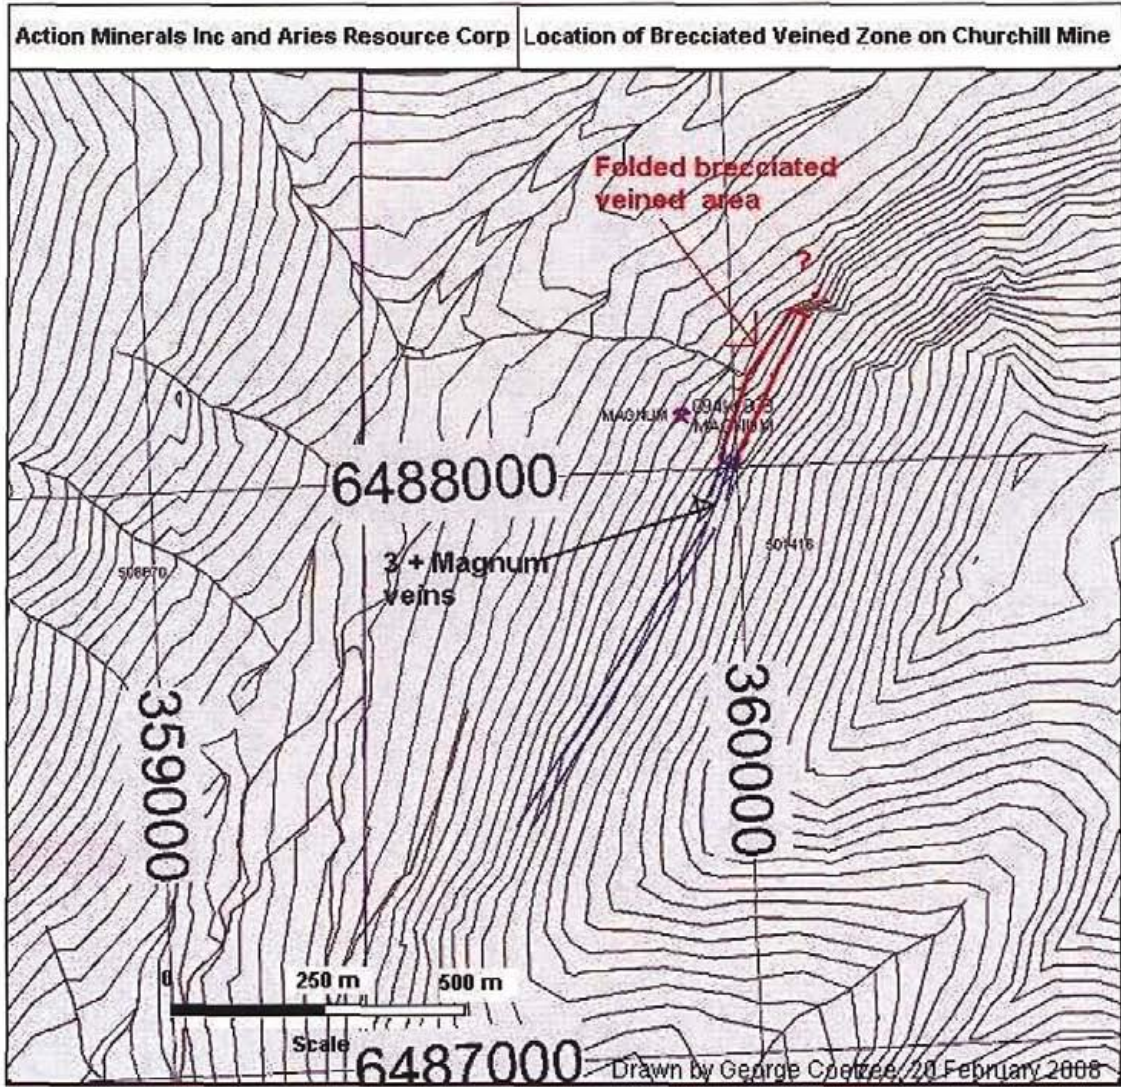 Action Minerals Inc and Aries Resource Corp
Location of Brecciated Veined Zone on Churchill Mine
Folded brecciated
veined area
?
MAGNUM
MAGNUM
6488000
3 + Magnum
veins
501416
508870
359000
360000
0
250 m
500 m
Scale
6487000
Drawn by George Coetzee, 20 February 2008